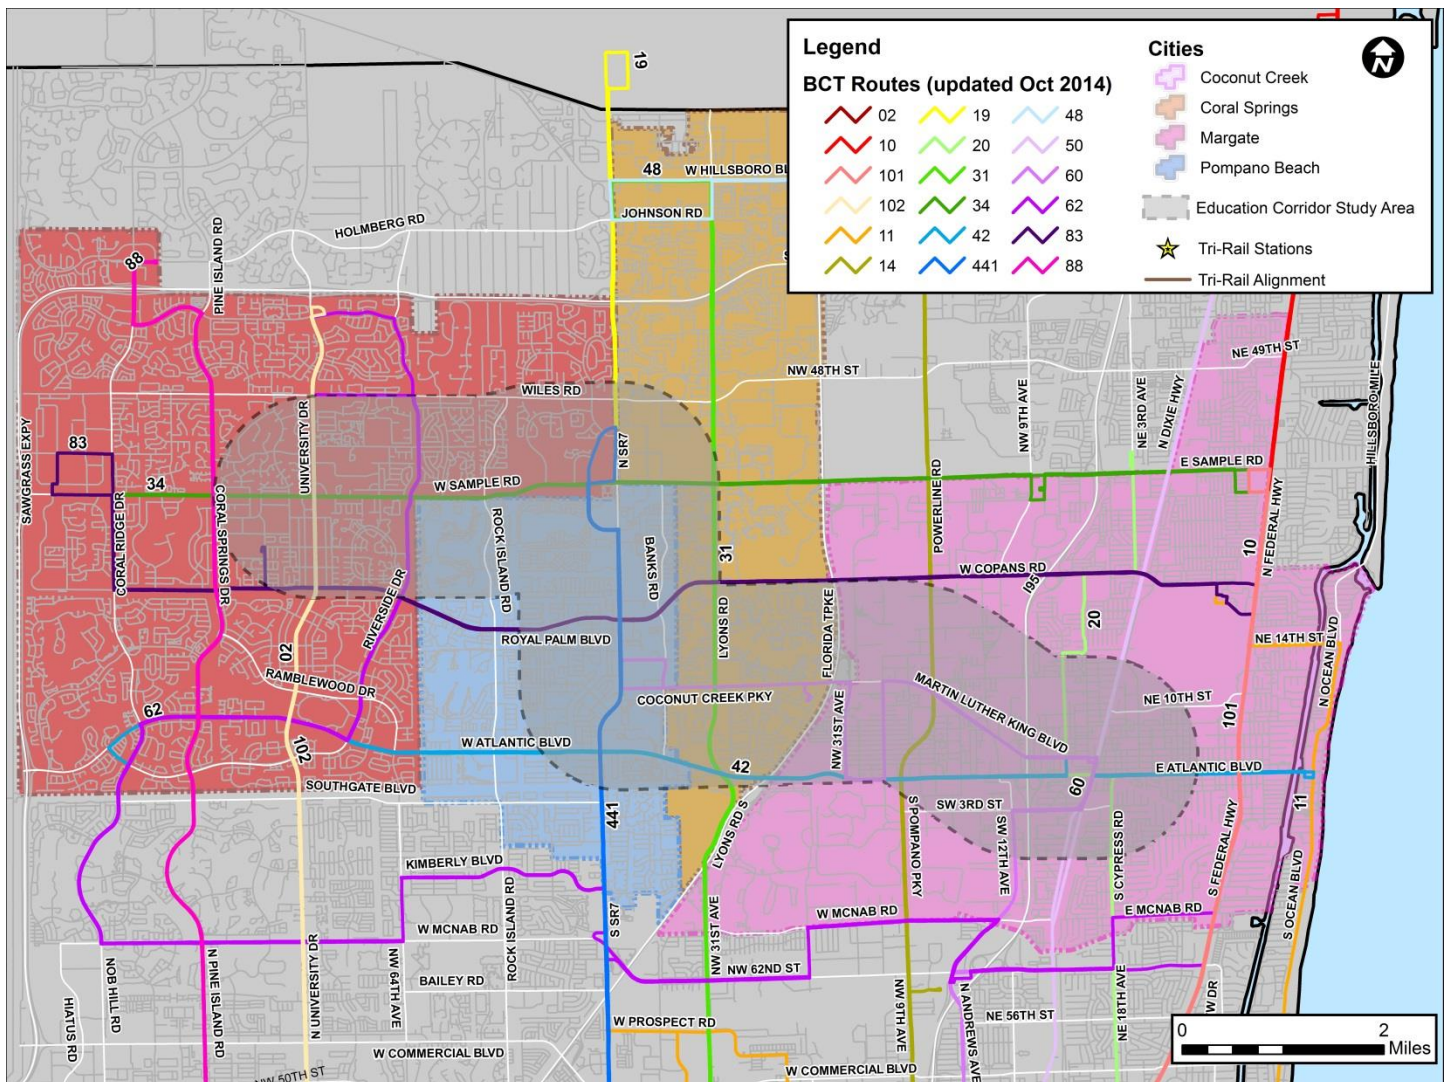 Legend
BCT Routes (updated Oct 2014)
02
10
101
102
11
14
19
20
31
34
42
441
48
50
60
62
83
88
Cities
Coconut Creek
Coral Springs
Margate
Pompano Beach
Education Corridor Study Area
Tri-Rail Stations
Tri-Rail Alignment
N
19
48
W HILLSBORO BL
JOHNSON RD
HOLMBERG RD
PINE ISLAND RD
88
S
NE 49TH ST
NW 48TH ST
WILES RD
SAWGRASS EXPY
83
34
CORAL RIDGE DR
CORAL SPRINGS DR
UNIVERSITY DR
W SAMPLE RD
N SR7
ROCK ISLAND RD
BANKS RD
31
LYONS RD
POWERLINE RD
NW 9TH AVE
NE 3RD AVE
N DIXIE HWY
E SAMPLE RD
HILLSBORO MILE
10
N FEDERAL HWY
W COPANS RD
I95
20
FLORIDA TPKE
RIVERSIDE DR
ROYAL PALM BLVD
NE 14TH ST
N OCEAN BLVD
02
RAMBLEWOOD DR
COCONUT CREEK PKY
MARTIN LUTHER KING BLVD
NE 10TH ST
NW 31ST AVE
101
62
102
W ATLANTIC BLVD
42
E ATLANTIC BLVD
SOUTHGATE BLVD
60
11
441
LYONS RD S
S POMPANO PKY
SW 3RD ST
SW 12TH AVE
S CYPRESS RD
S FEDERAL HWY
KIMBERLY BLVD
S OCEAN BLVD
ROCK ISLAND RD
W MCNAB RD
E MCNAB RD
S SR7
NW 31ST AVE
W MCNAB RD
NOB HILL RD
N PINE ISLAND RD
N UNIVERSITY DR
NW 64TH AVE
NW 62ND ST
BAILEY RD
HIATUS RD
NW 9TH AVE
N ANDREWS AVE
NE 18TH AVE
W DR
NE 56TH ST
W PROSPECT RD
W COMMERCIAL BLVD
W COMMERCIAL BLVD
NW 50TH ST
0 2
Miles